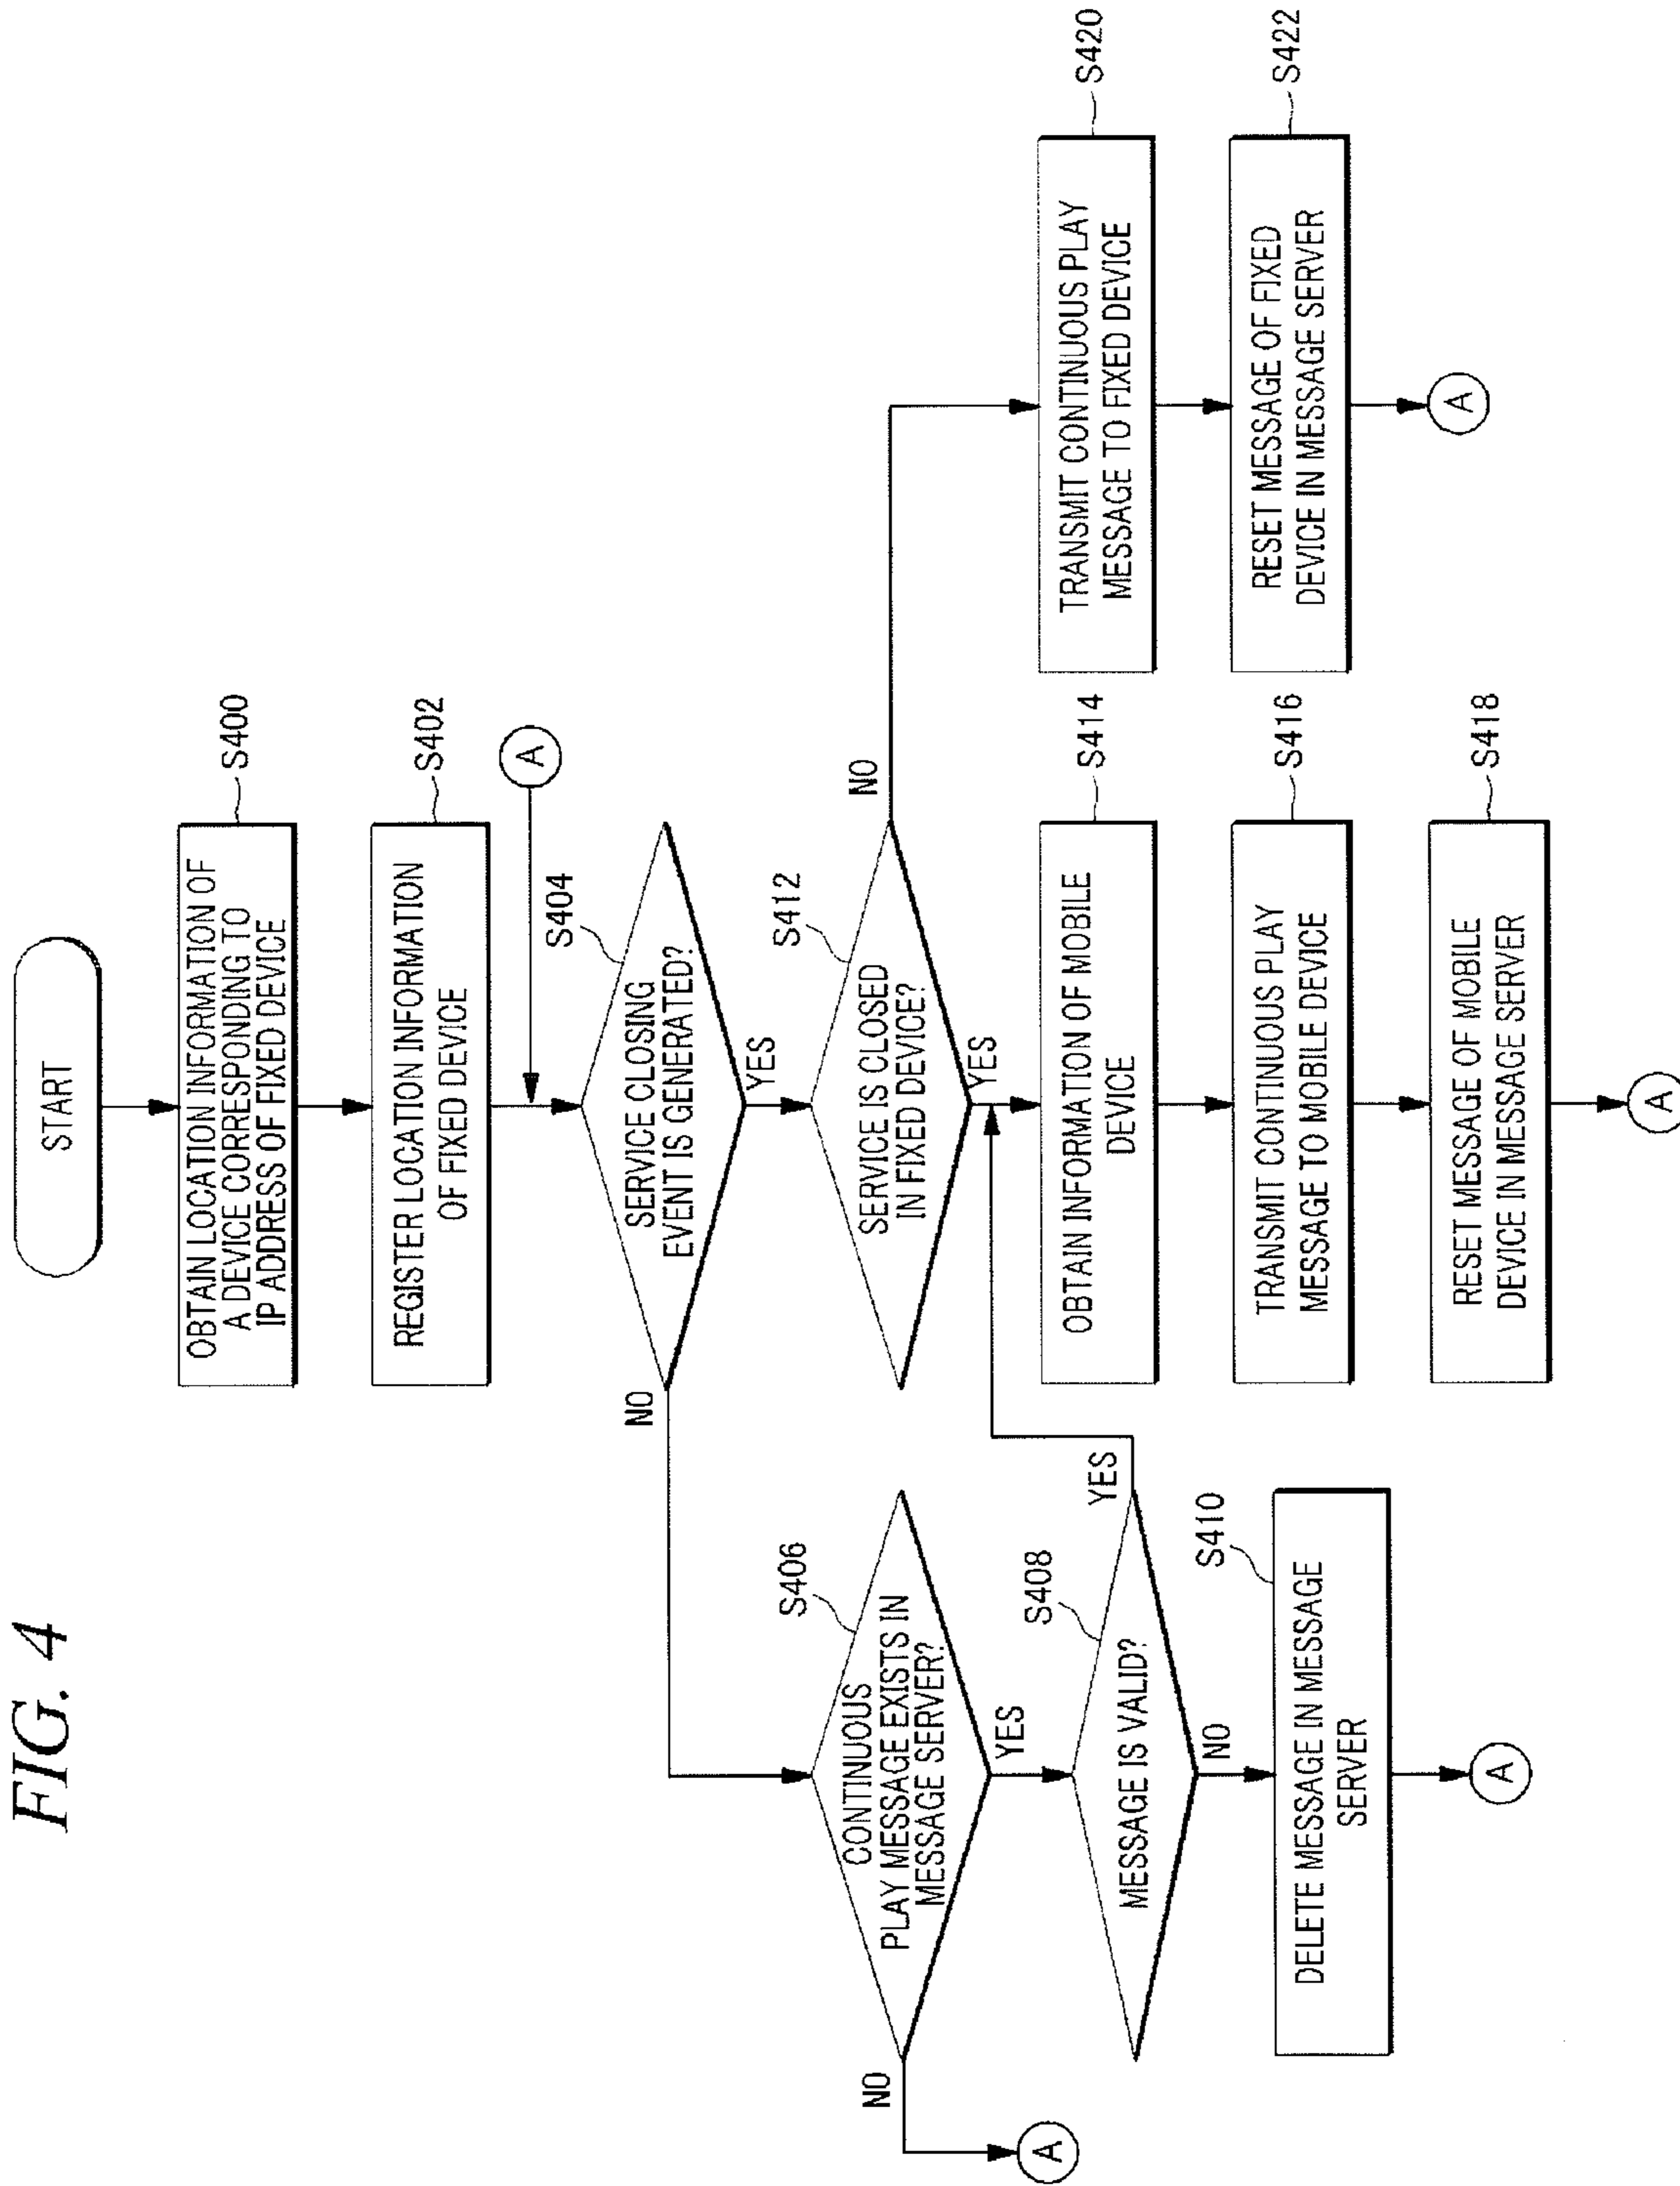 FIG. 4
START
OBTAIN LOCATION INFORMATION OF
A DEVICE CORRESPONDING TO
IP ADDRESS OF FIXED DEVICE
S400
REGISTER LOCATION INFORMATION
OF FIXED DEVICE
S402
A
SERVICE CLOSING
EVENT IS GENERATED?
S404
NO
YES
CONTINUOUS
PLAY MESSAGE EXISTS IN
MESSAGE SERVER?
S406
NO
A
YES
MESSAGE IS VALID?
S408
YES
NO
DELETE MESSAGE IN MESSAGE
SERVER
S410
A
SERVICE IS CLOSED
IN FIXED DEVICE?
S412
NO
YES
OBTAIN INFORMATION OF MOBILE
DEVICE
S414
TRANSMIT CONTINUOUS PLAY
MESSAGE TO MOBILE DEVICE
S416
RESET MESSAGE OF MOBILE
DEVICE IN MESSAGE SERVER
S418
A
TRANSMIT CONTINUOUS PLAY
MESSAGE TO FIXED DEVICE
S420
RESET MESSAGE OF FIXED
DEVICE IN MESSAGE SERVER
S422
A